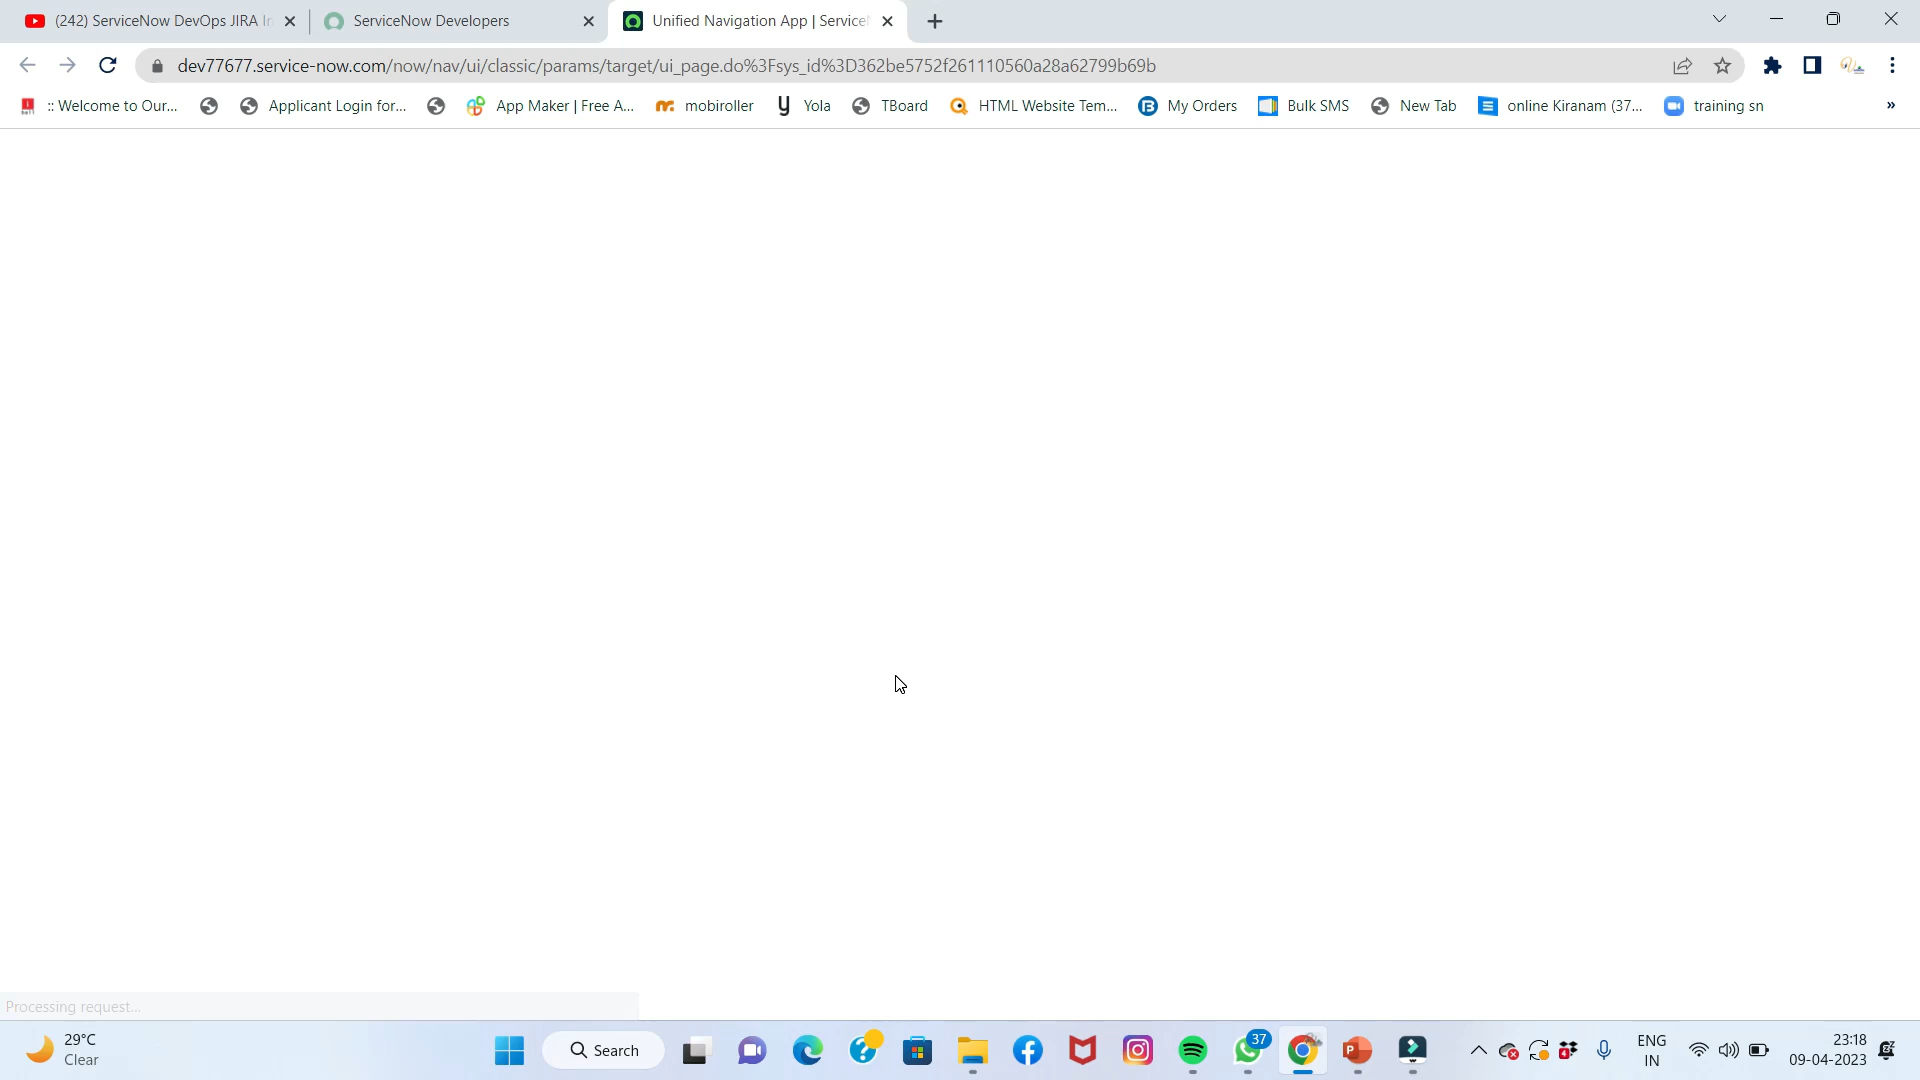 (242) ServiceNow DevOps JIRA In
ServiceNow Developers
Unified Navigation App | Service
dev77677.service-now.com/now/nav/ui/classic/params/target/ui_page.do%3Fsys_id%3D362be5752f261110560a28a62799b69b
:: Welcome to Our... Applicant Login for... App Maker | Free A... mobiroller Yola TBoard HTML Website Tem... My Orders Bulk SMS New Tab online Kiranam (37... training sn »
Processing request...
29°C
Clear
Search
37
ENG
IN
23:18
09-04-2023